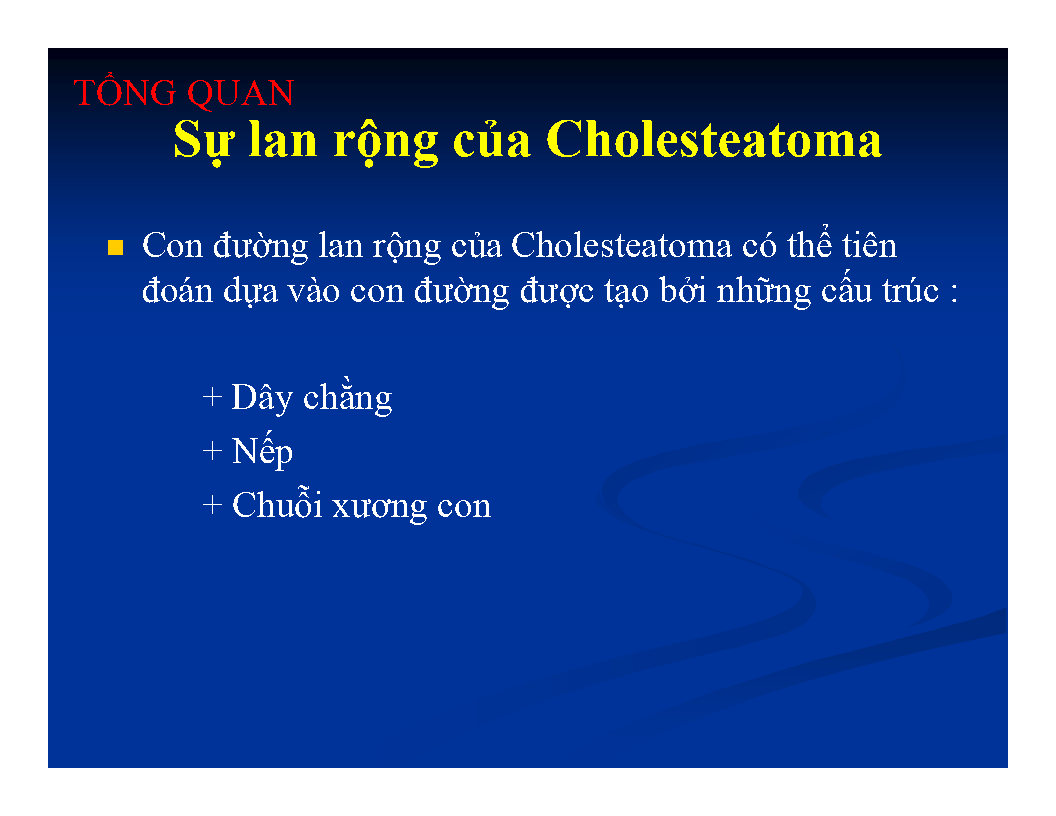 TỔNG QUAN
Sự lan rộng của Cholesteatoma
Con đường lan rộng của Cholesteatoma có thể tiên
đoán dựa vào con đường được tạo bởi những cấu trúc :
+ Dây chằng
+ Nếp
+ Chuỗi xương con